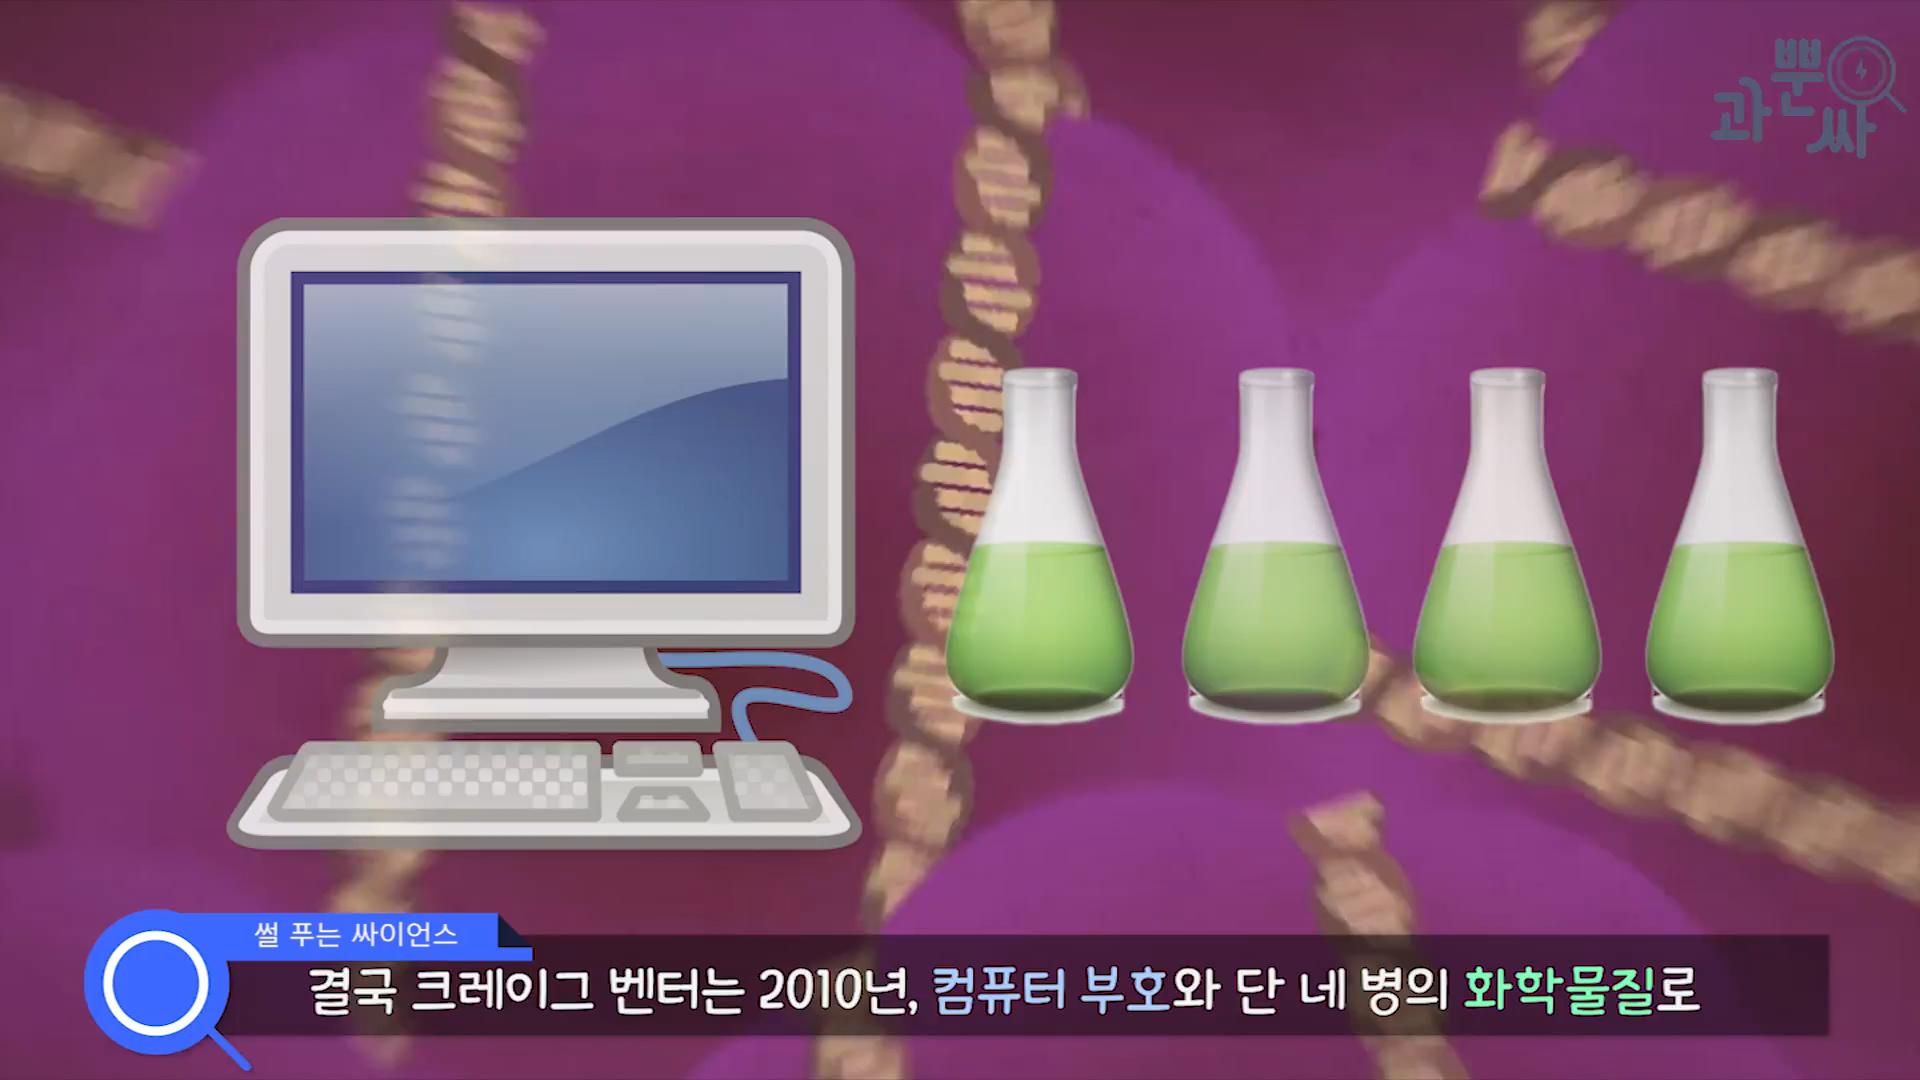 과뿐싸
썰 푸는 싸이언스
결국 크레이그 벤터는 2010년, 컴퓨터 부호와 단 네 병의 화학물질로